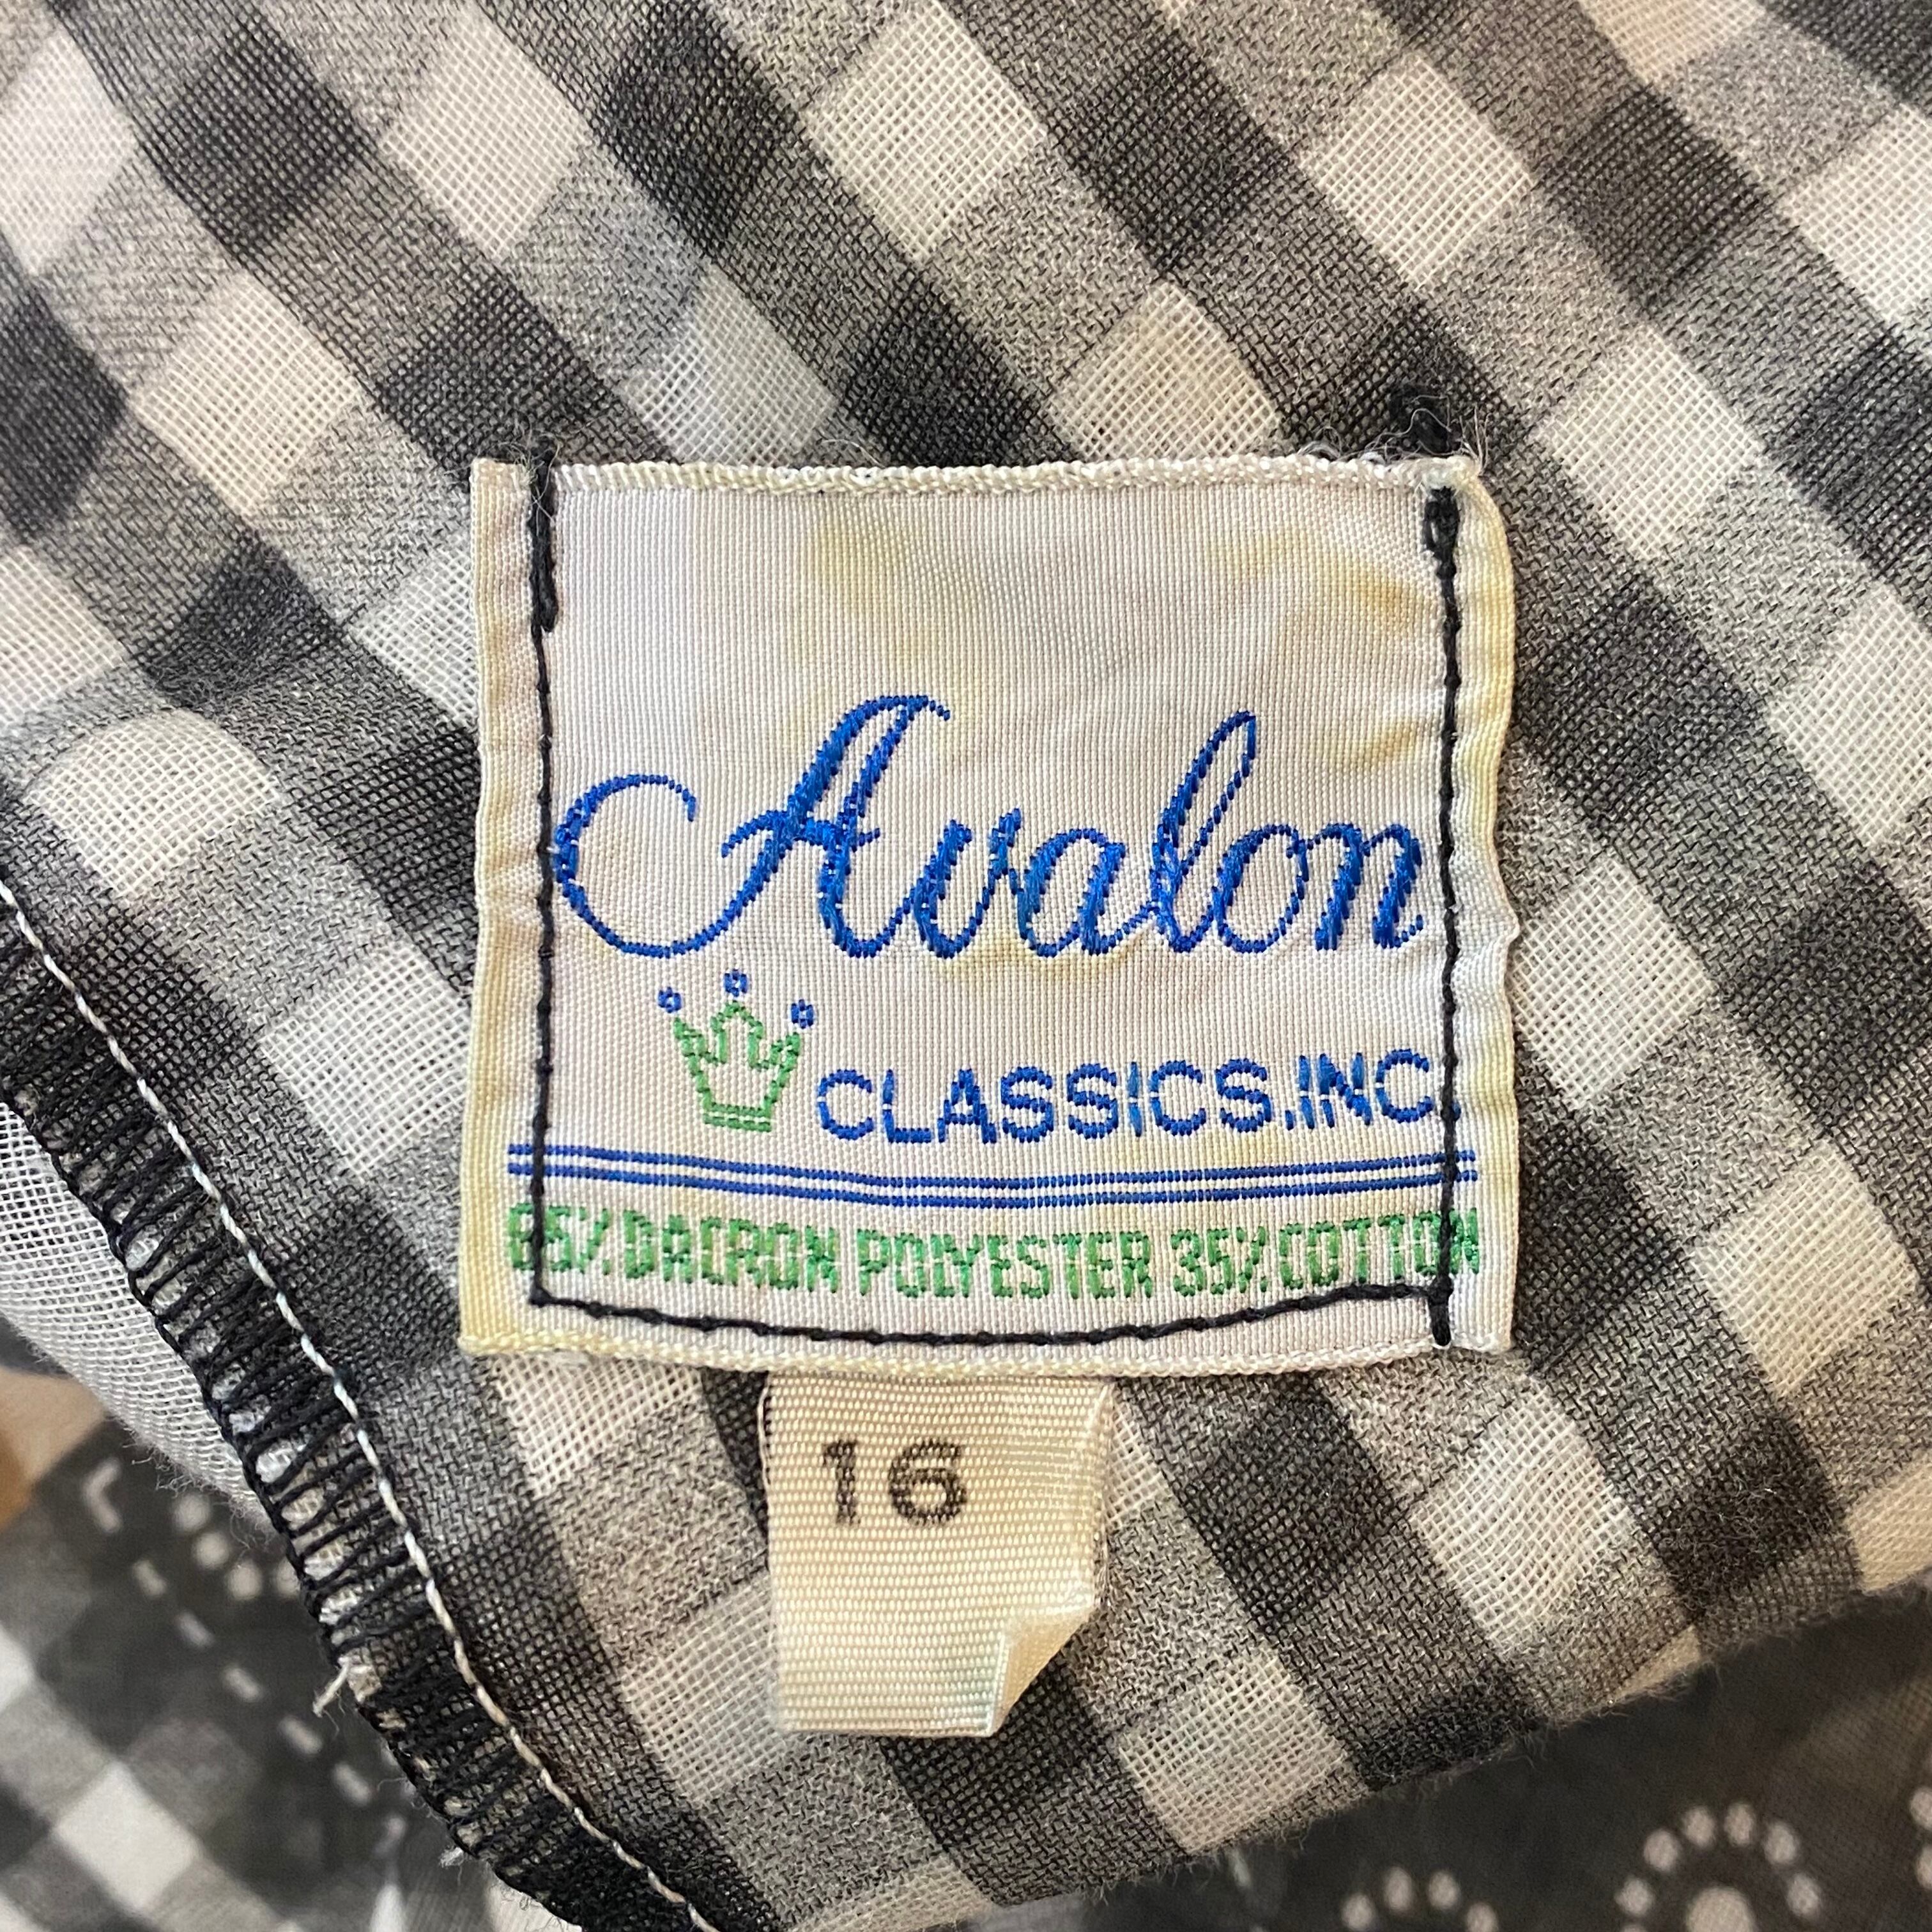 Avalon
CLASSICS, INC.
65% DACRON POLYESTER 35% COTTON
16